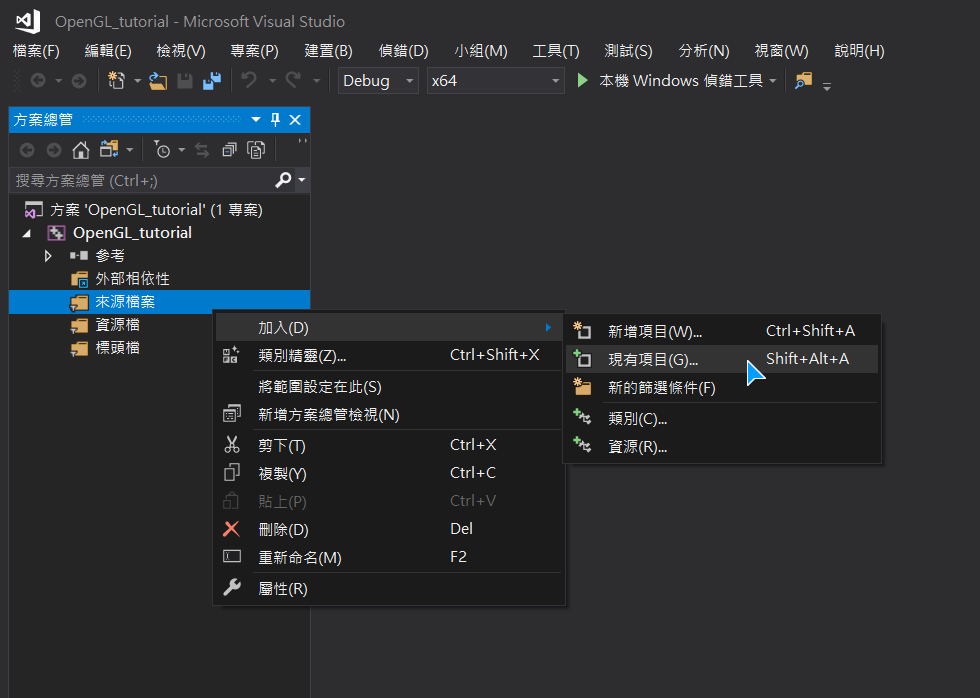 OpenGL_tutorial - Microsoft Visual Studio
檔案(F) 編輯(E) 檢視(V) 專案(P) 建置(B) 偵錯(D) 小組(M) 工具(T) 測試(S) 分析(N) 視窗(W) 說明(H)
Debug x64 本機 Windows 偵錯工具
方案總管
搜尋方案總管 (Ctrl+;)
方案 'OpenGL_tutorial' (1 專案)
OpenGL_tutorial
參考
外部相依性
來源檔案
資源檔
標頭檔
加入(D)
類別精靈(Z)... Ctrl+Shift+X
將範圍設定在此(S)
新增方案總管檢視(N)
剪下(T) Ctrl+X
複製(Y) Ctrl+C
貼上(P) Ctrl+V
刪除(D) Del
重新命名(M) F2
屬性(R)
新增項目(W)... Ctrl+Shift+A
現有項目(G)... Shift+Alt+A
新的篩選條件(F)
類別(C)...
資源(R)...